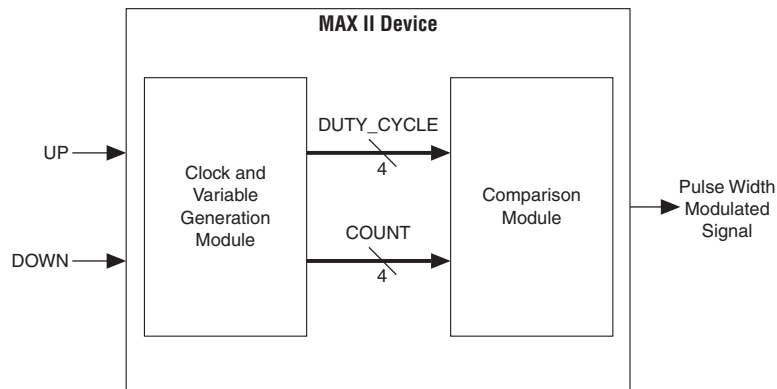 MAX II Device
UP
DOWN
Clock and
Variable
Generation
Module
DUTY_CYCLE
4
COUNT
4
Comparison
Module
Pulse Width
Modulated
Signal